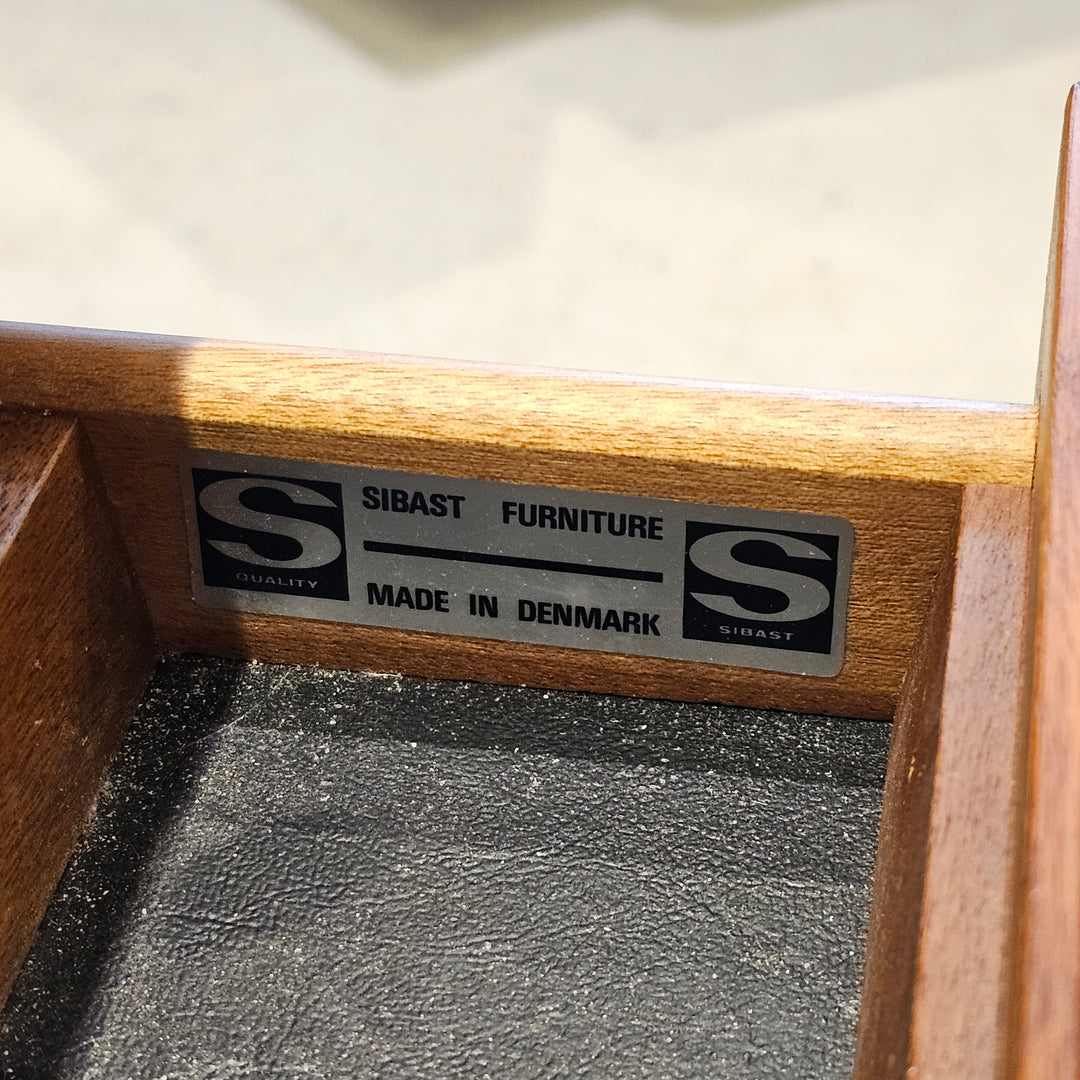 S
QUALITY
SIBAST FURNITURE
MADE IN DENMARK
S
SIBAST